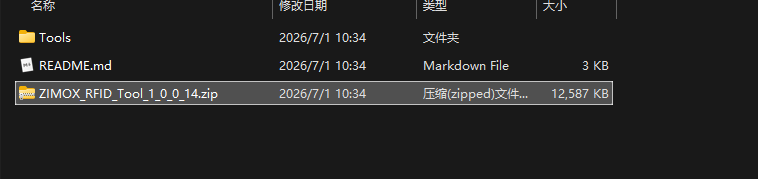 名称 修改日期 类型 大小
Tools 2026/7/1 10:34 文件夹
README.md 2026/7/1 10:34 Markdown File 3 KB
ZIMOX_RFID_Tool_1_0_0_14.zip 2026/7/1 10:34 压缩(zipped)文件... 12,587 KB